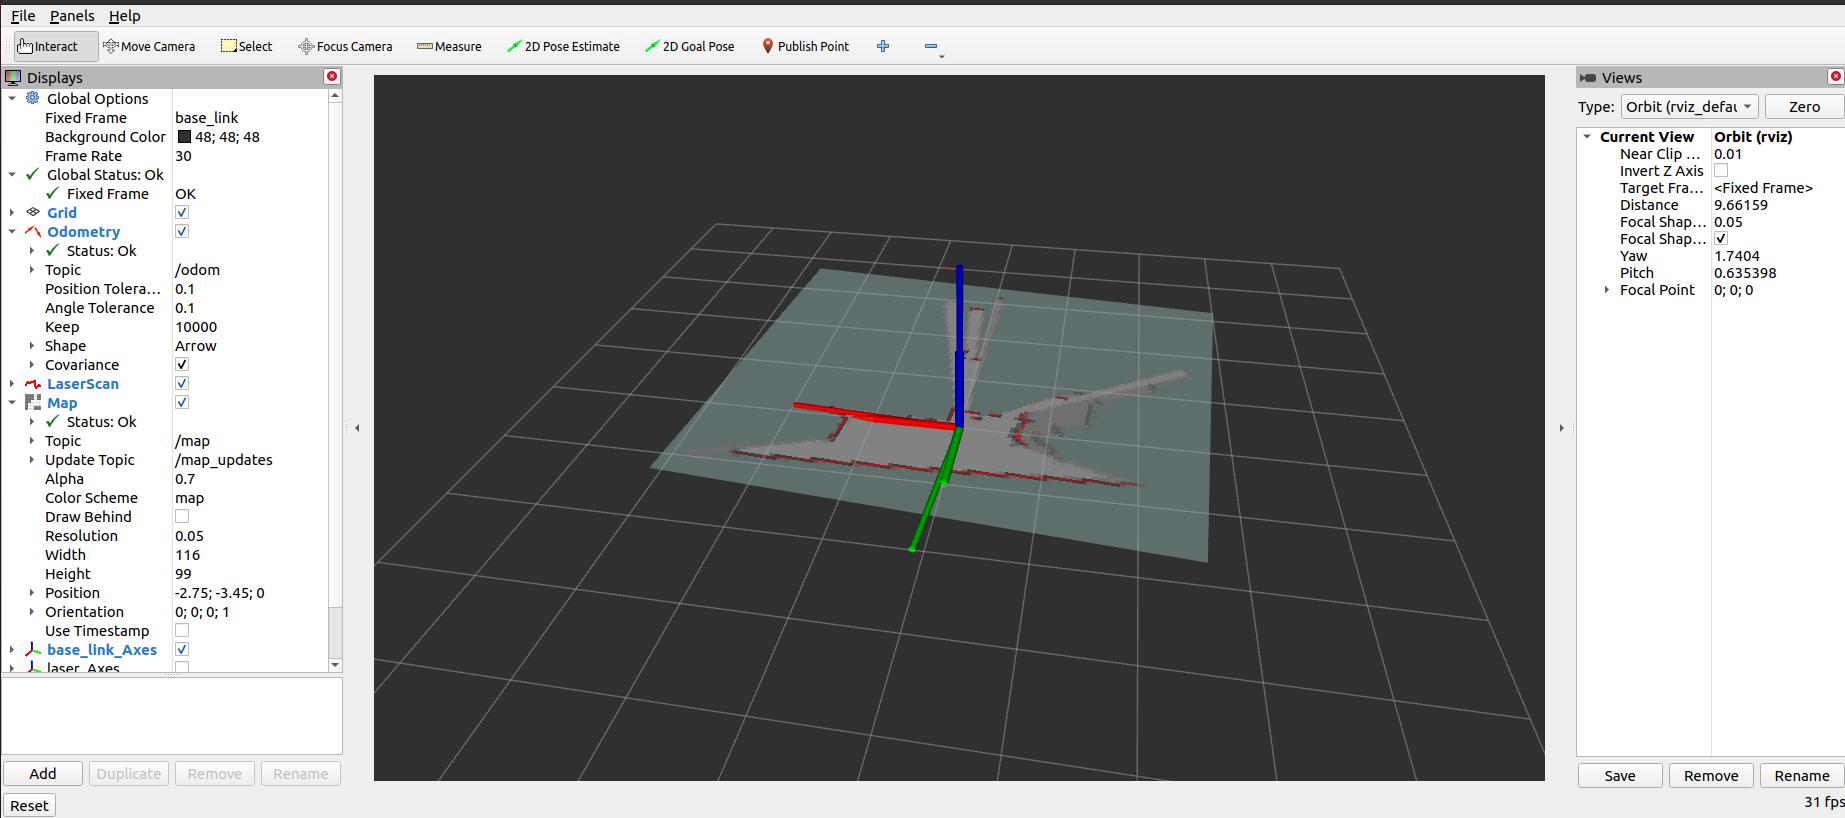 File Panels Help
Interact Move Camera Select Focus Camera Measure 2D Pose Estimate 2D Goal Pose Publish Point
Displays
Global Options
Fixed Frame base_link
Background Color 48; 48; 48
Frame Rate 30
Global Status: Ok
Fixed Frame OK
Grid
Odometry
Status: Ok
Topic /odom
Position Tolera...  0.1
Angle Tolerance 0.1
Keep 10000
Shape Arrow
Covariance
LaserScan
Map
Status: Ok
Topic /map
Update Topic /map_updates
Alpha 0.7
Color Scheme map
Draw Behind
Resolution 0.05
Width 116
Height 99
Position -2.75; -3.45; 0
Orientation 0; 0; 0; 1
Use Timestamp
base_link_Axes
laser_Axes
Add Duplicate Remove Rename
Reset
Views
Type: Orbit (rviz_defau Zero
Current View Orbit (rviz)
Near Clip ... 0.01
Invert Z Axis
Target Fra... <Fixed Frame>
Distance 9.66159
Focal Shap... 0.05
Focal Shap...
Yaw 1.7404
Pitch 0.635398
Focal Point 0; 0; 0
Save Remove Rename
31 fps